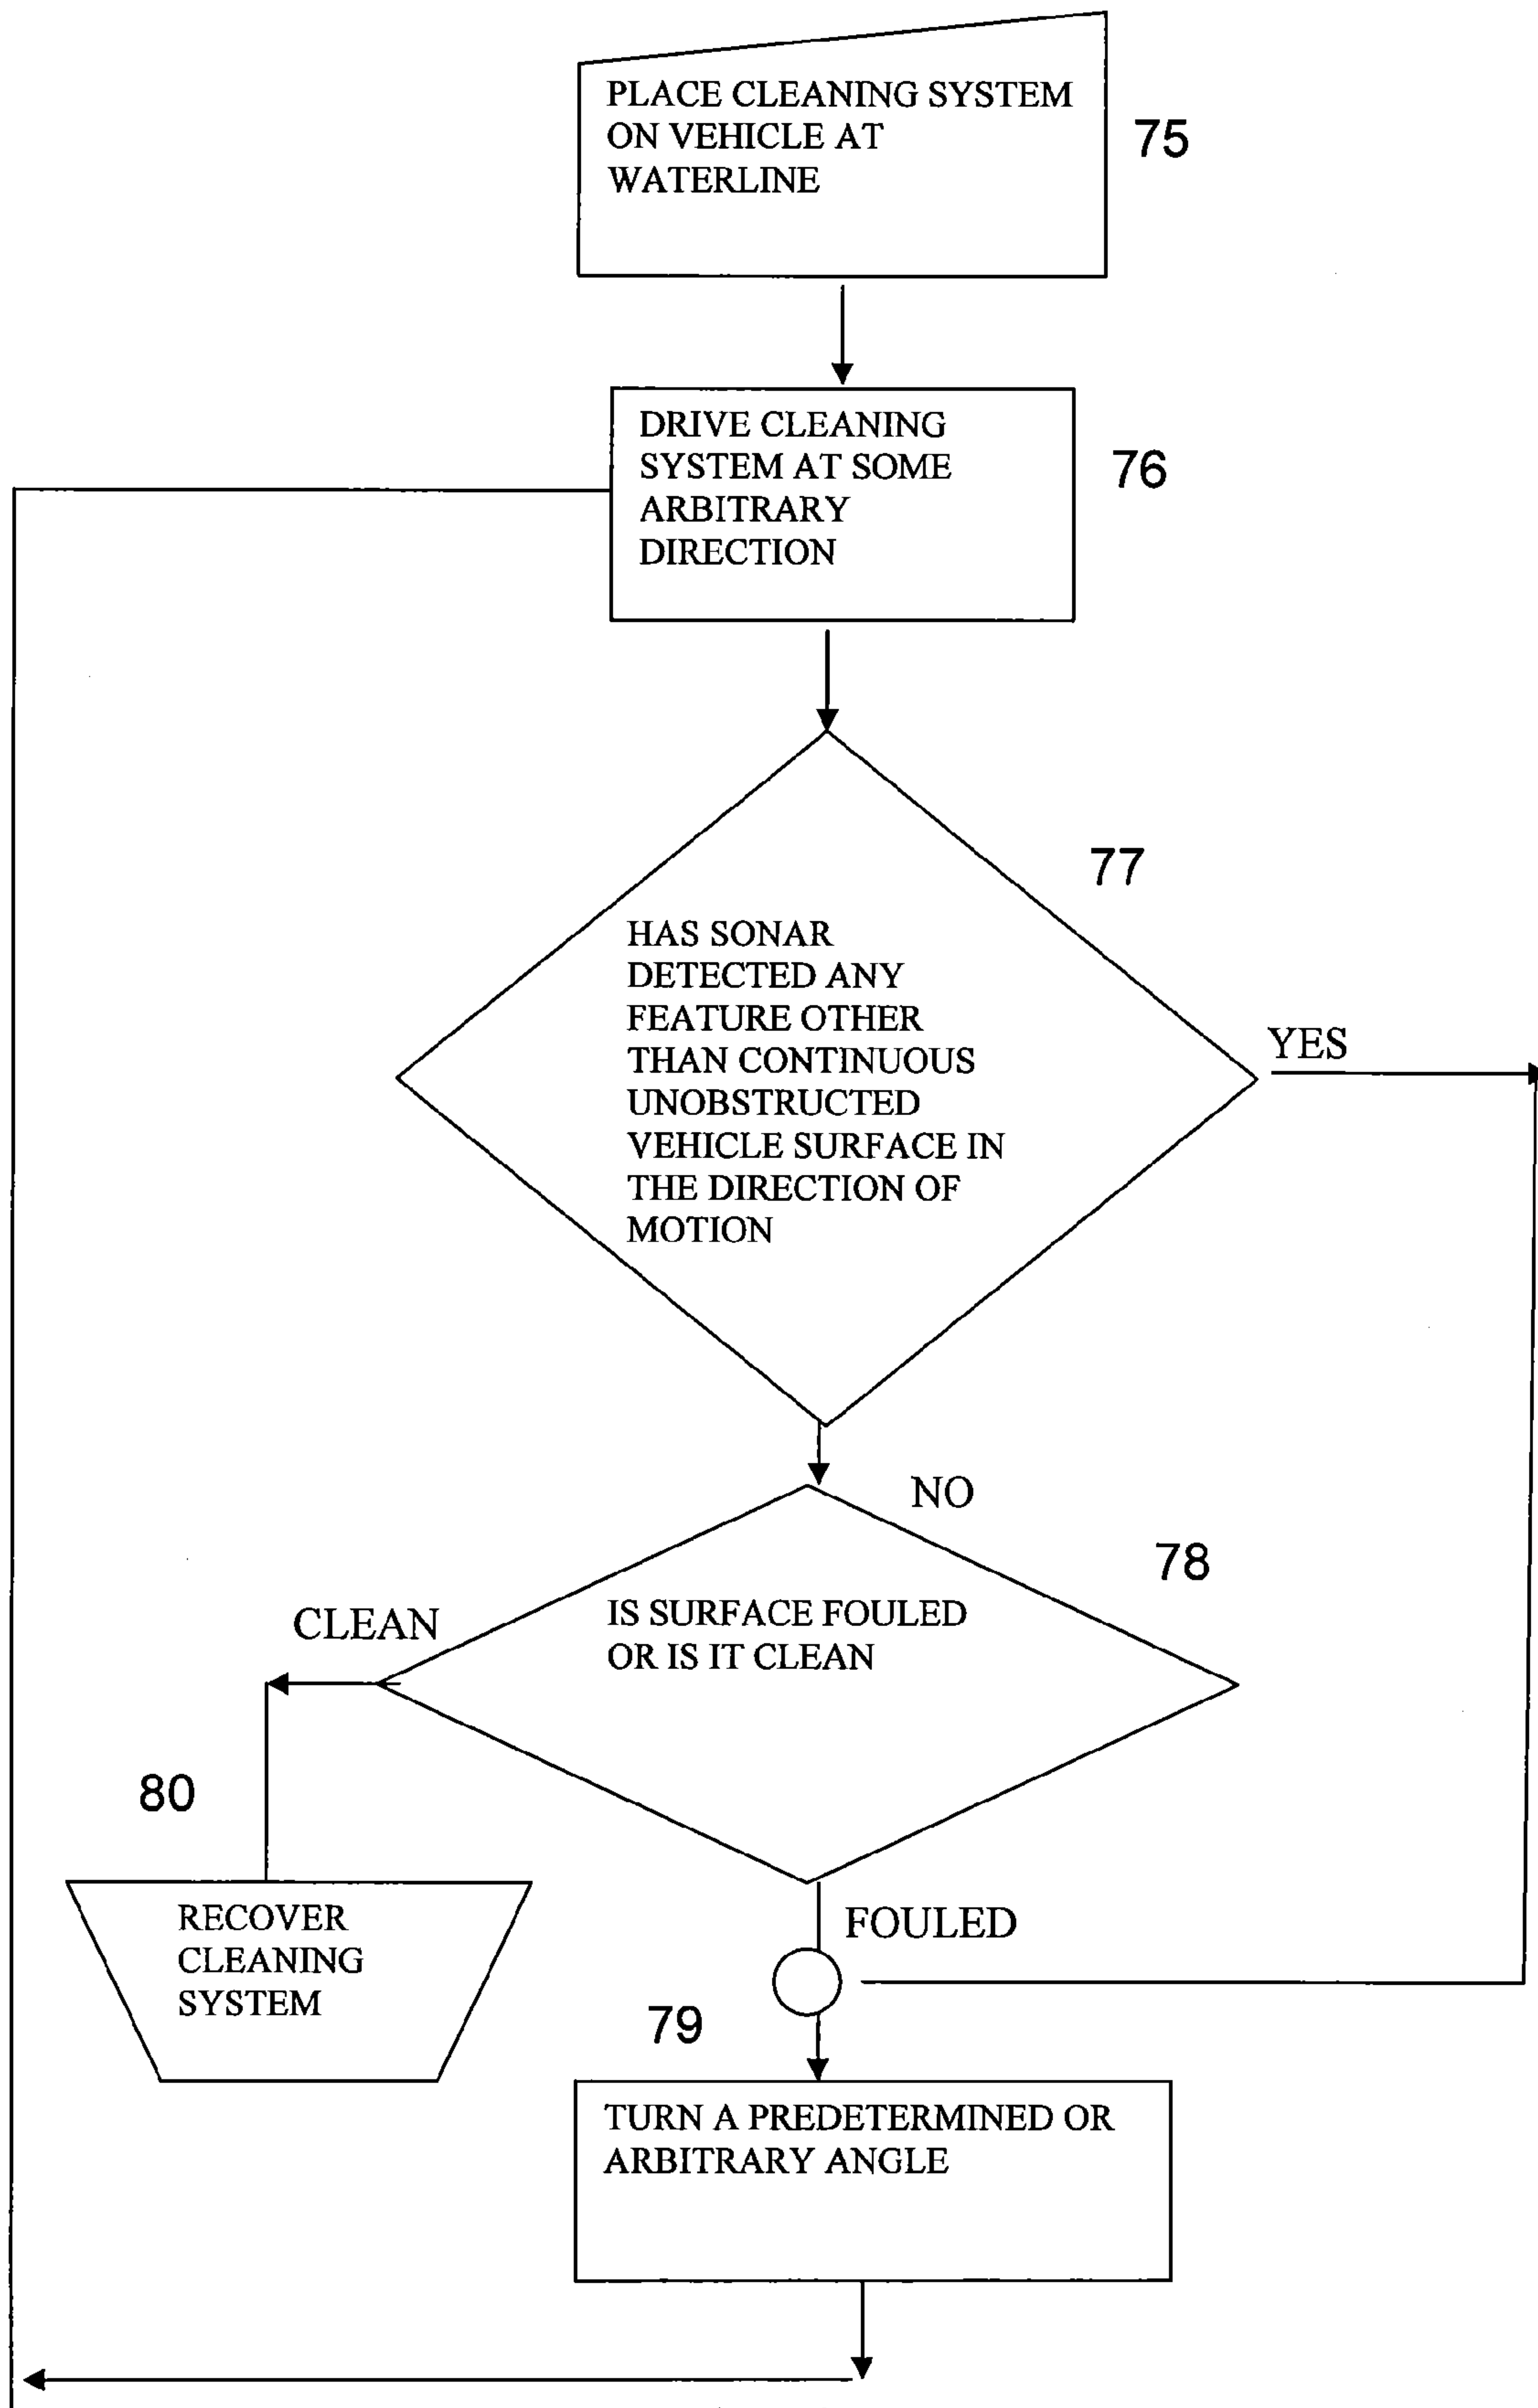 PLACE CLEANING SYSTEM
ON VEHICLE AT
WATERLINE
75
DRIVE CLEANING
SYSTEM AT SOME
ARBITRARY
DIRECTION
76
77
HAS SONAR
DETECTED ANY
FEATURE OTHER
THAN CONTINUOUS
UNOBSTRUCTED
VEHICLE SURFACE IN
THE DIRECTION OF
MOTION
YES
NO
78
IS SURFACE FOULED
OR IS IT CLEAN
CLEAN
80
RECOVER
CLEANING
SYSTEM
FOULED
79
TURN A PREDETERMINED OR
ARBITRARY ANGLE